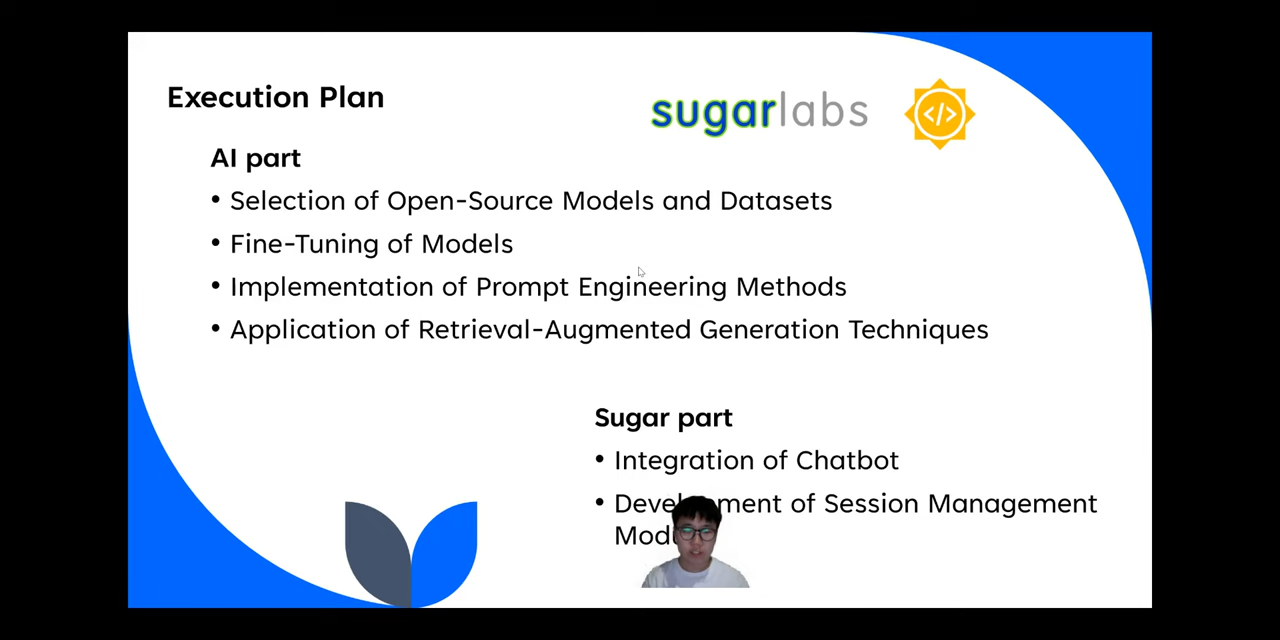 Execution Plan
sugarlabs
</>
AI part
• Selection of Open-Source Models and Datasets
• Fine-Tuning of Models
• Implementation of Prompt Engineering Methods
• Application of Retrieval-Augmented Generation Techniques
Sugar part
• Integration of Chatbot
• of Session Management